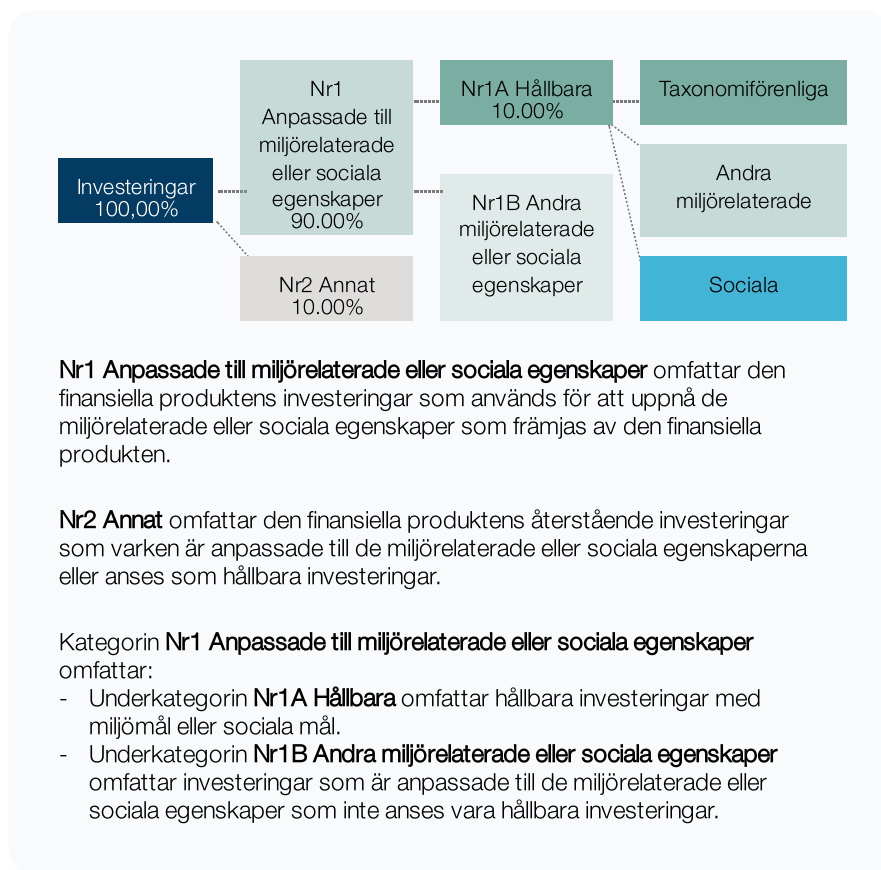 Investeringar
100,00%
Nr1
Anpassade till
miljörelaterade
eller sociala
egenskaper
90.00%
Nr2 Annat
10.00%
Nr1A Hållbara
10.00%
Nr1B Andra
miljörelaterade
eller sociala
egenskaper
Taxonomiförenliga
Andra
miljörelaterade
Sociala
Nr1 Anpassade till miljörelaterade eller sociala egenskaper omfattar den
finansiella produktens investeringar som används för att uppnå de
miljörelaterade eller sociala egenskaper som främjas av den finansiella
produkten.
Nr2 Annat omfattar den finansiella produktens återstående investeringar
som varken är anpassade till de miljörelaterade eller sociala egenskaperna
eller anses som hållbara investeringar.
Kategorin Nr1 Anpassade till miljörelaterade eller sociala egenskaper
omfattar:
- Underkategorin Nr1A Hållbara omfattar hållbara investeringar med
miljömål eller sociala mål.
- Underkategorin Nr1B Andra miljörelaterade eller sociala egenskaper
omfattar investeringar som är anpassade till de miljörelaterade eller
sociala egenskaper som inte anses vara hållbara investeringar.